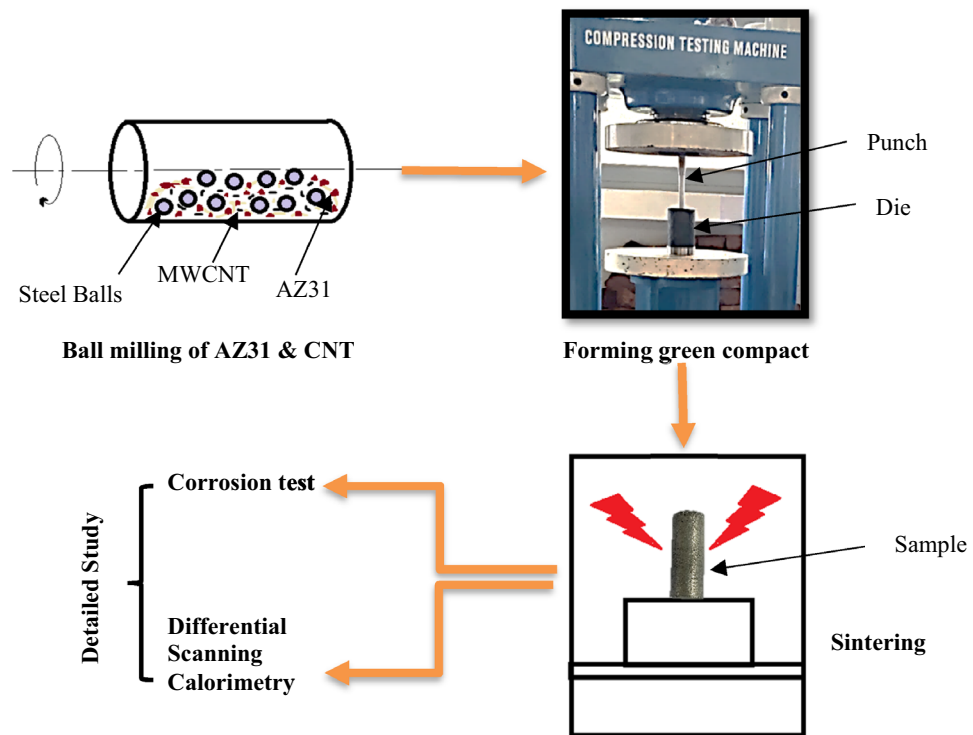 COMPRESSION TESTING MACHINE
Punch
Die
Steel Balls
MWCNT
AZ31
Ball milling of AZ31 & CNT
Forming green compact
Detailed Study
Corrosion test
Differential
Scanning
Calorimetry
Sample
Sintering